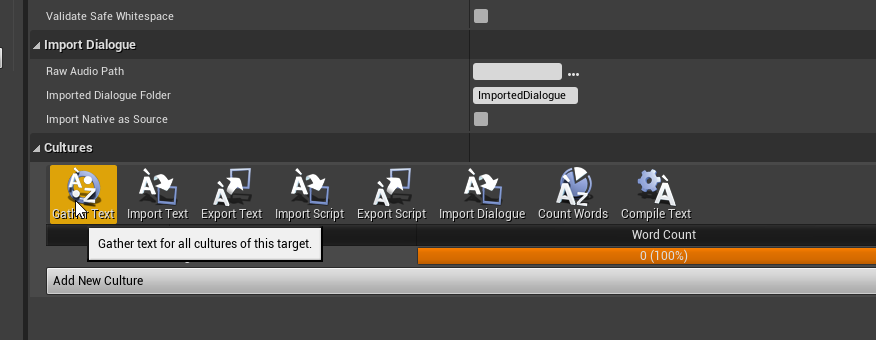 Validate Safe Whitespace
Import Dialogue
Raw Audio Path
...
Imported Dialogue Folder ImportedDialogue
Import Native as Source
Cultures
Gather Text Import Text Export Text Import Script Export Script Import Dialogue Count Words Compile Text
Gather text for all cultures of this target.
Word Count
0 (100%)
Add New Culture